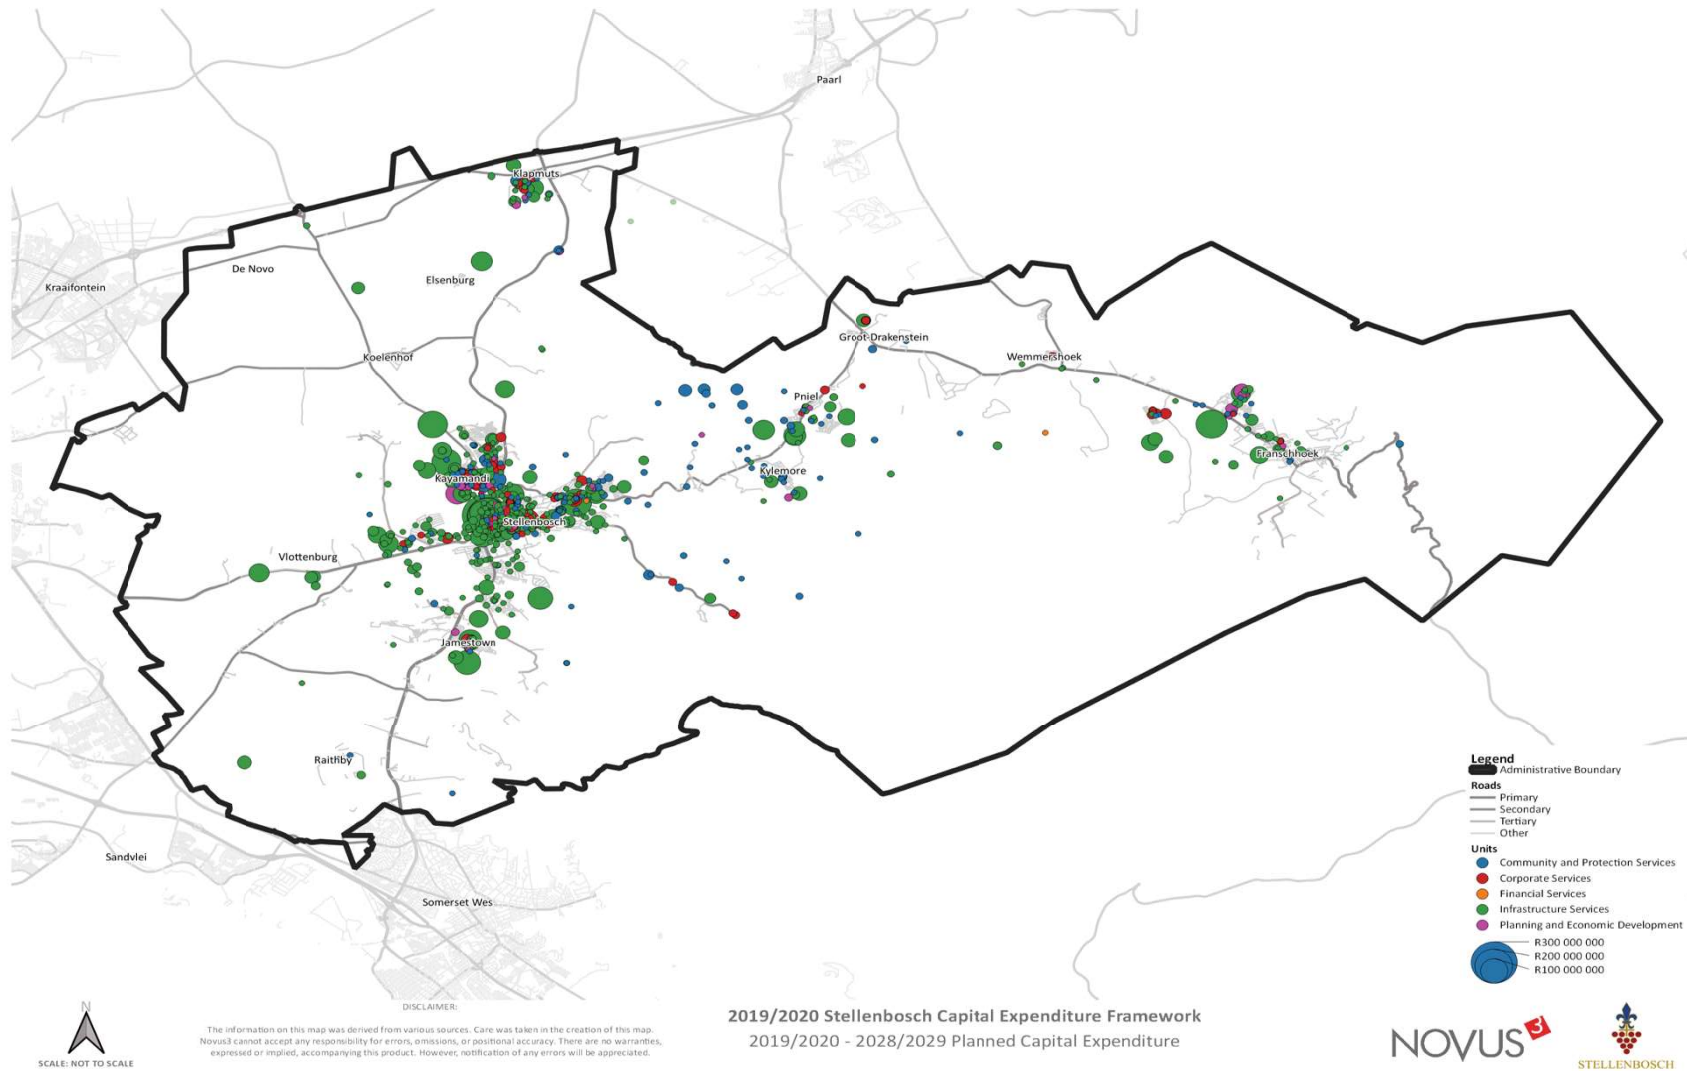 Paarl
Klapmuts
De Novo
Elsenburg
Kraaifontein
Koelenhof
Groot-Drakenstein
Wemmershoek
Pniel
Kylemore
Franschhoek
Kayamandi
Stellenbosch
Vlottenburg
Jamestown
Raithby
Sandvlei
Somerset Wes
Legend
Administrative Boundary
Roads
Primary
Secondary
Tertiary
Other
Units
Community and Protection Services
Corporate Services
Financial Services
Infrastructure Services
Planning and Economic Development
R300 000 000
R200 000 000
R100 000 000
N
SCALE: NOT TO SCALE
DISCLAIMER:
The information on this map was derived from various sources. Care was taken in the creation of this map.
Novus3 cannot accept any responsibility for errors, omissions, or positional accuracy. There are no warranties,
expressed or implied, accompanying this product. However, notification of any errors will be appreciated.
2019/2020 Stellenbosch Capital Expenditure Framework
2019/2020 - 2028/2029 Planned Capital Expenditure
NOVUS3
STELLENBOSCH